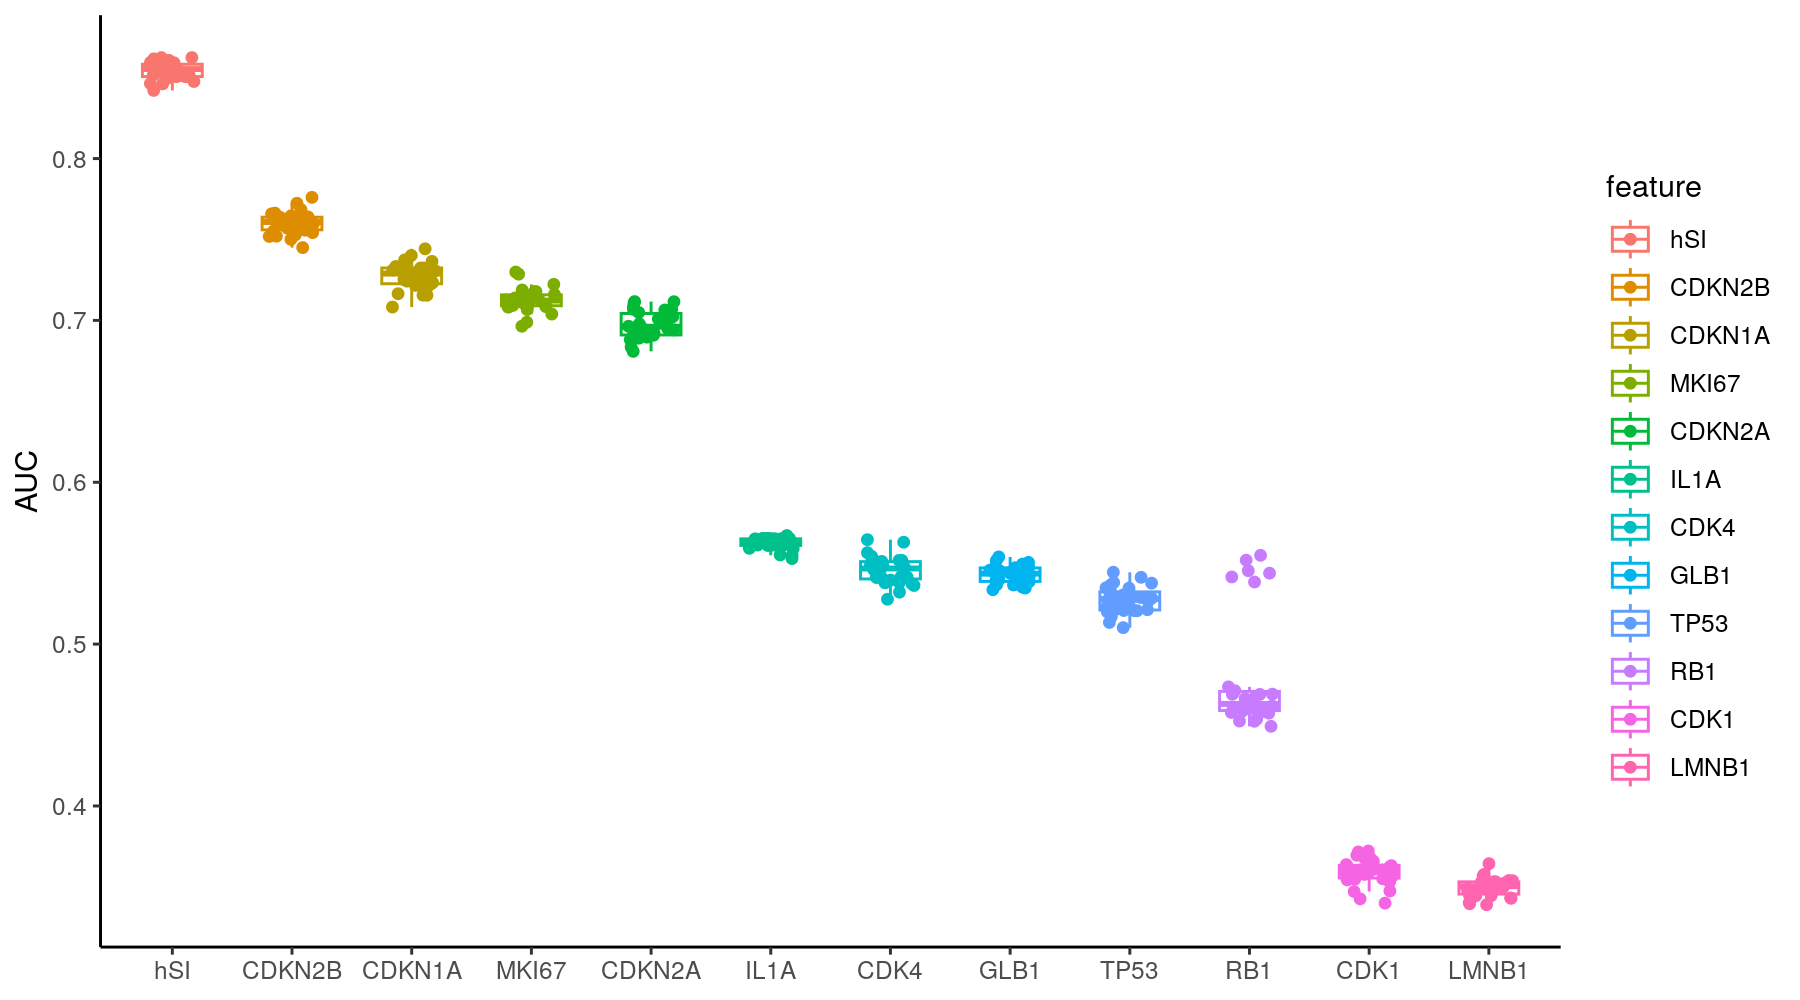 AUC
0.8
0.7
0.6
0.5
0.4
hSI CDKN2B CDKN1A MKI67 CDKN2A IL1A CDK4 GLB1 TP53 RB1 CDK1 LMNB1
feature
hSI
CDKN2B
CDKN1A
MKI67
CDKN2A
IL1A
CDK4
GLB1
TP53
RB1
CDK1
LMNB1